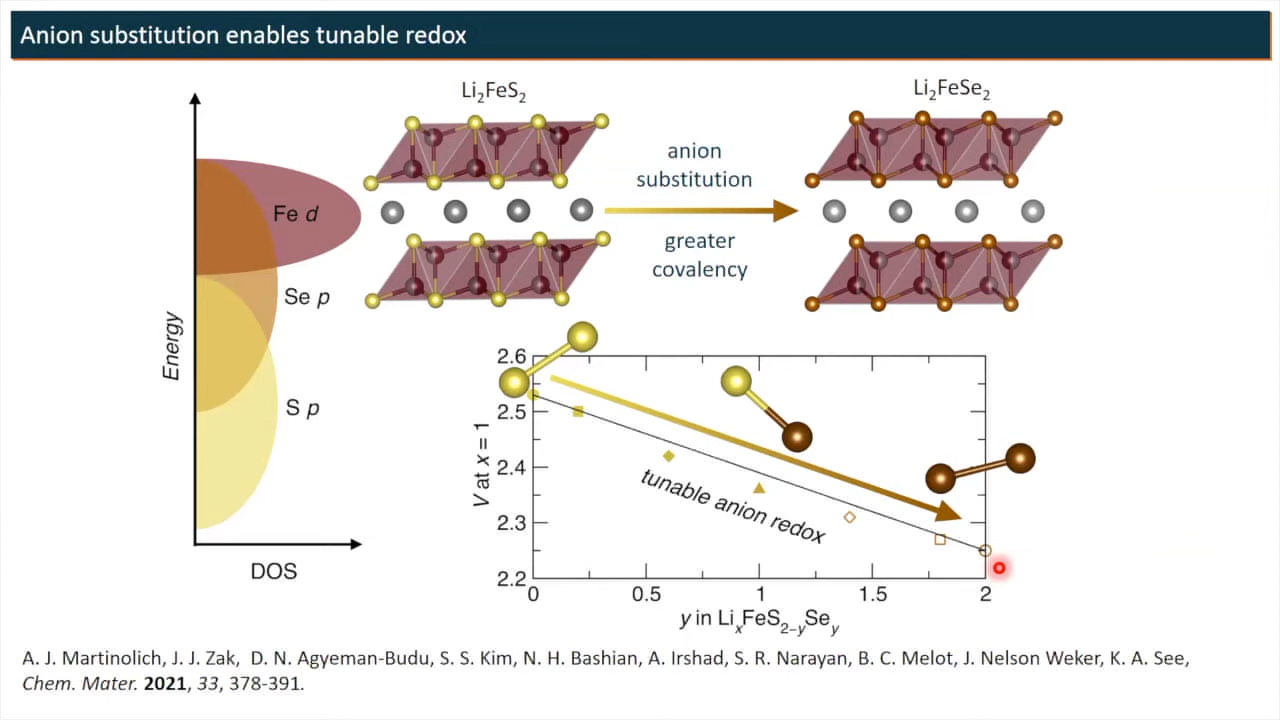 Anion substitution enables tunable redox
Li₂FeS₂
Li₂FeSe₂
anion
substitution
greater
covalency
Fe d
Se p
S p
Energy
DOS
2.6
2.5
2.4
2.3
2.2
V at x = 1
tunable anion redox
0
0.5
1
1.5
2
y in LiₓFeS₂₋ᵧSeᵧ
A. J. Martinolich, J. J. Zak, D. N. Agyeman-Budu, S. S. Kim, N. H. Bashian, A. Irshad, S. R. Narayan, B. C. Melot, J. Nelson Weker, K. A. See,
Chem. Mater. 2021, 33, 378-391.